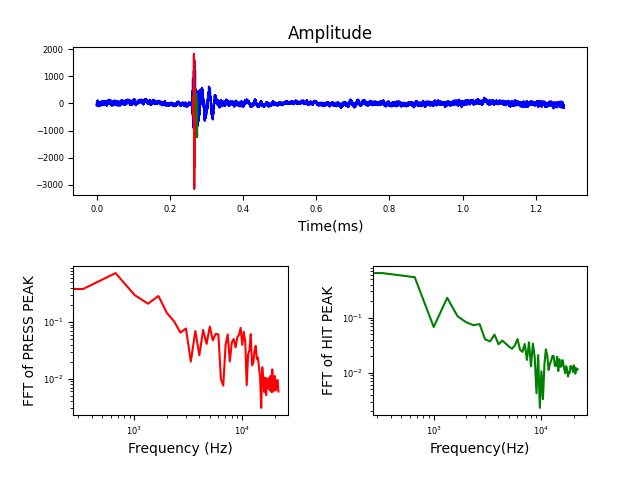 Amplitude
2000
1000
0
−1000
−2000
−3000
0.0 0.2 0.4 0.6 0.8 1.0 1.2
Time(ms)
FFT of PRESS PEAK
10⁻¹
10⁻²
10³ 10⁴
Frequency (Hz)
FFT of HIT PEAK
10⁻¹
10⁻²
10³ 10⁴
Frequency(Hz)